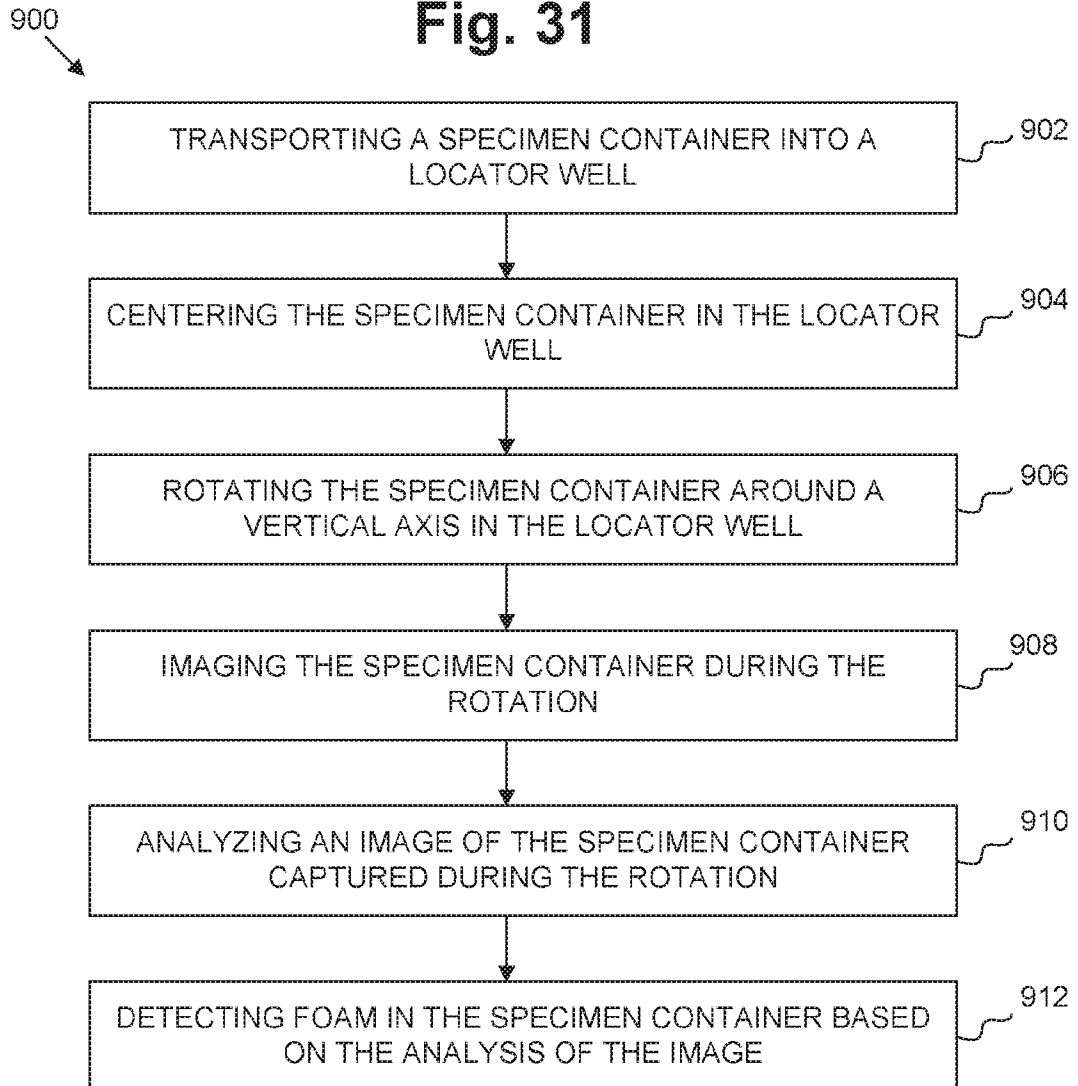 900
Fig. 31
TRANSPORTING A SPECIMEN CONTAINER INTO A
LOCATOR WELL
902
CENTERING THE SPECIMEN CONTAINER IN THE LOCATOR
WELL
904
ROTATING THE SPECIMEN CONTAINER AROUND A
VERTICAL AXIS IN THE LOCATOR WELL
906
IMAGING THE SPECIMEN CONTAINER DURING THE
ROTATION
908
ANALYZING AN IMAGE OF THE SPECIMEN CONTAINER
CAPTURED DURING THE ROTATION
910
DETECTING FOAM IN THE SPECIMEN CONTAINER BASED
ON THE ANALYSIS OF THE IMAGE
912